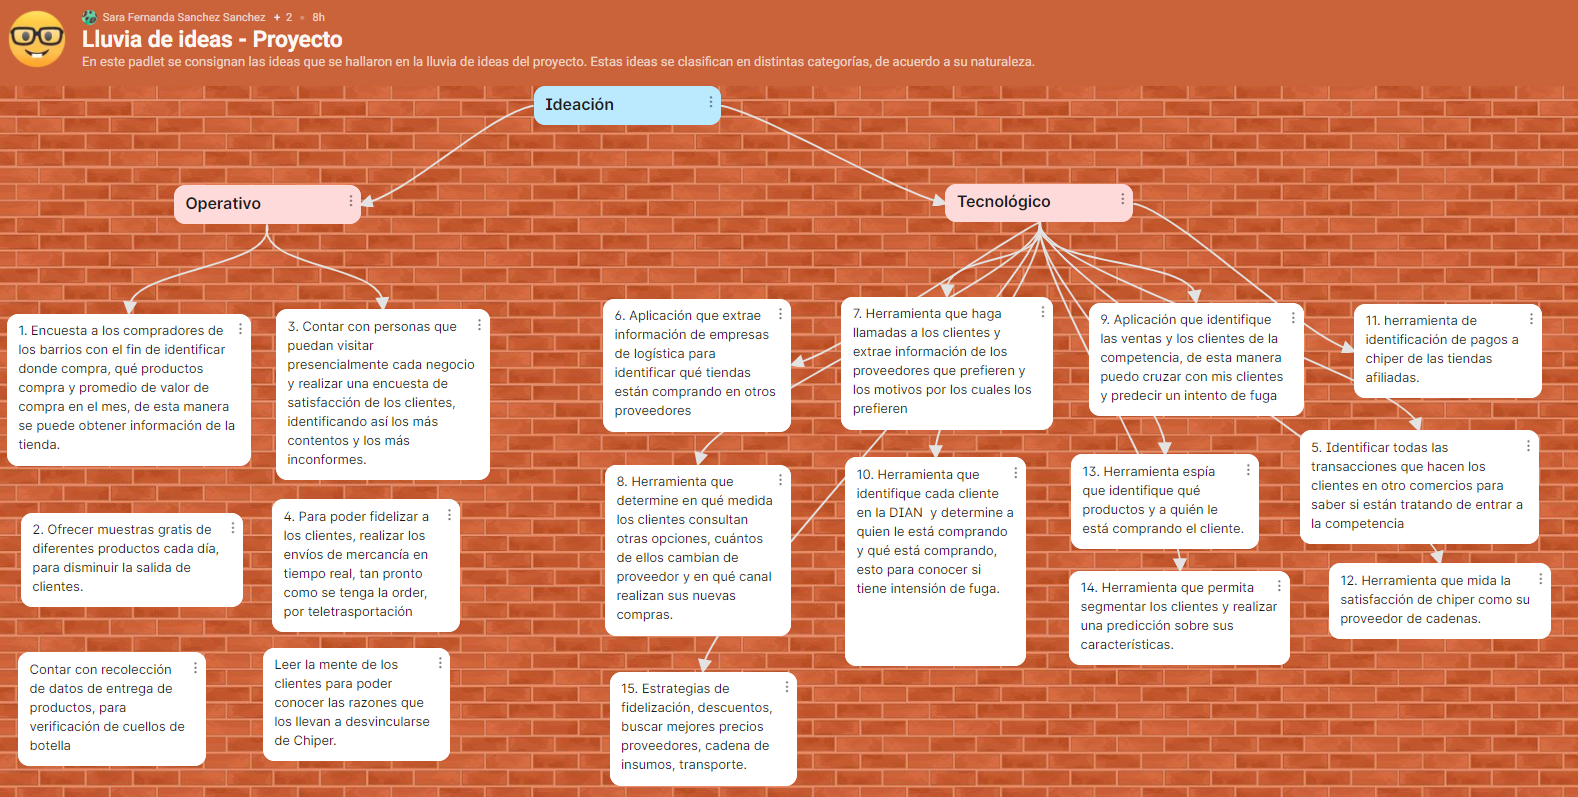 Sara Fernanda Sanchez Sanchez + 2 • 8h
Lluvia de ideas - Proyecto
En este padlet se consignan las ideas que se hallaron en la lluvia de ideas del proyecto. Estas ideas se clasifican en distintas categorías, de acuerdo a su naturaleza.
Ideación
Operativo
Tecnológico
1. Encuesta a los compradores de
los barrios con el fin de identificar
donde compra, qué productos
compra y promedio de valor de
compra en el mes, de esta manera
se puede obtener información de la
tienda.
3. Contar con personas que
puedan visitar
presencialmente cada negocio
y realizar una encuesta de
satisfacción de los clientes,
identificando así los más
contentos y los más
inconformes.
2. Ofrecer muestras gratis de
diferentes productos cada día,
para disminuir la salida de
clientes.
4. Para poder fidelizar a
los clientes, realizar los
envíos de mercancía en
tiempo real, tan pronto
como se tenga la order,
por teletrasportación
Contar con recolección
de datos de entrega de
productos, para
verificación de cuellos de
botella
Leer la mente de los
clientes para poder
conocer las razones que
los llevan a desvincularse
de Chiper.
6. Aplicación que extrae
información de empresas
de logística para
identificar qué tiendas
están comprando en otros
proveedores
7. Herramienta que haga
llamadas a los clientes y
extrae información de los
proveedores que prefieren y
los motivos por los cuales los
prefieren
9. Aplicación que identifique
las ventas y los clientes de la
competencia, de esta manera
puedo cruzar con mis clientes
y predecir un intento de fuga
11. herramienta de
identificación de pagos a
chiper de las tiendas
afiliadas.
8. Herramienta que
determine en qué medida
los clientes consultan
otras opciones, cuántos
de ellos cambian de
proveedor y en qué canal
realizan sus nuevas
compras.
10. Herramienta que
identifique cada cliente
en la DIAN y determine a
quien le está comprando
y qué está comprando,
esto para conocer si
tiene intensión de fuga.
13. Herramienta espía
que identifique qué
productos y a quién le
está comprando el cliente.
5. Identificar todas las
transacciones que hacen los
clientes en otro comercios para
saber si están tratando de entrar a
la competencia
14. Herramienta que permita
segmentar los clientes y realizar
una predicción sobre sus
características.
12. Herramienta que mida la
satisfacción de chiper como su
proveedor de cadenas.
15. Estrategias de
fidelización, descuentos,
buscar mejores precios
proveedores, cadena de
insumos, transporte.